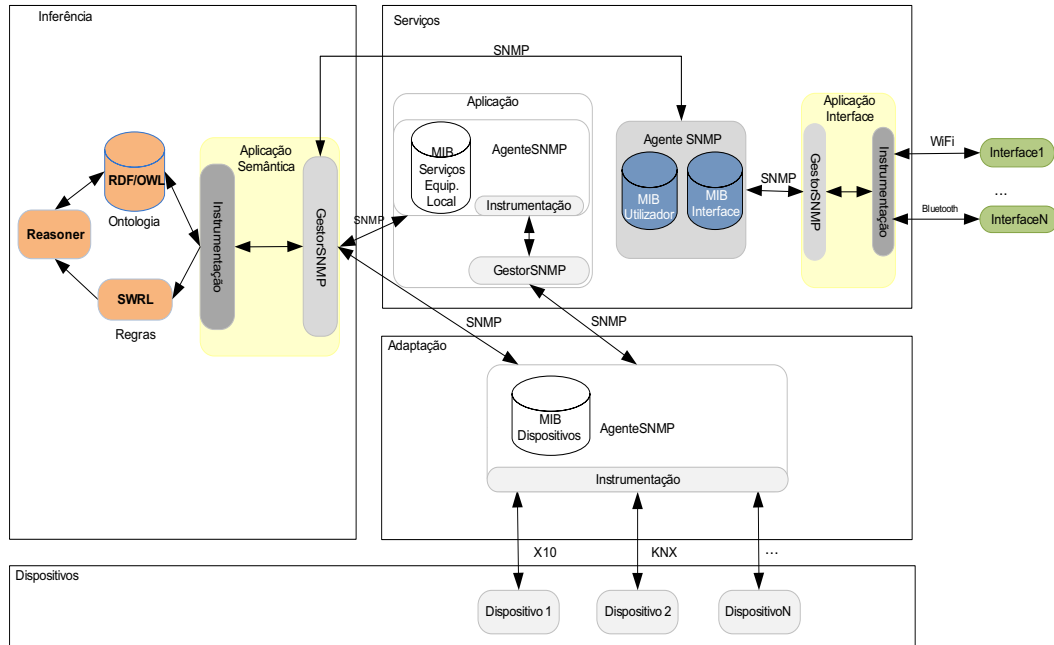 Inferência
Serviços
SNMP
Aplicação
Semântica
RDF/OWL
Ontologia
Reasoner
SWRL
Regras
Instrumentação
GestorSNMP
SNMP
Aplicação
MIB
Serviços
Equip.
Local
AgenteSNMP
Instrumentação
GestorSNMP
Agente SNMP
MIB
Utilizador
MIB
Interface
SNMP
Aplicação
Interface
GestorSNMP
Instrumentação
WiFi
Interface1
...
Bluetooth
InterfaceN
SNMP
SNMP
Adaptação
MIB
Dispositivos
AgenteSNMP
Instrumentação
X10
KNX
...
Dispositivos
Dispositivo 1
Dispositivo 2
DispositivoN